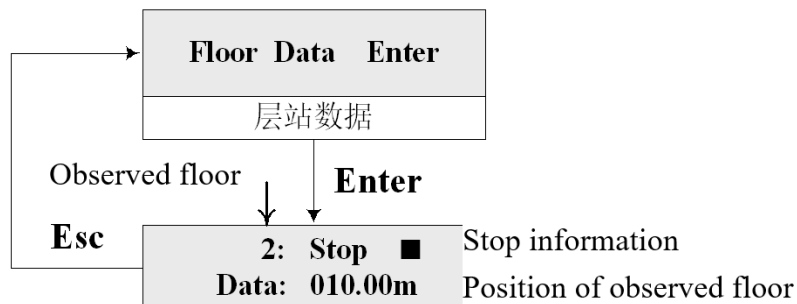 Floor Data Enter
层站数据
Observed floor
Enter
Esc
2: Stop ■
Stop information
Data: 010.00m
Position of observed floor